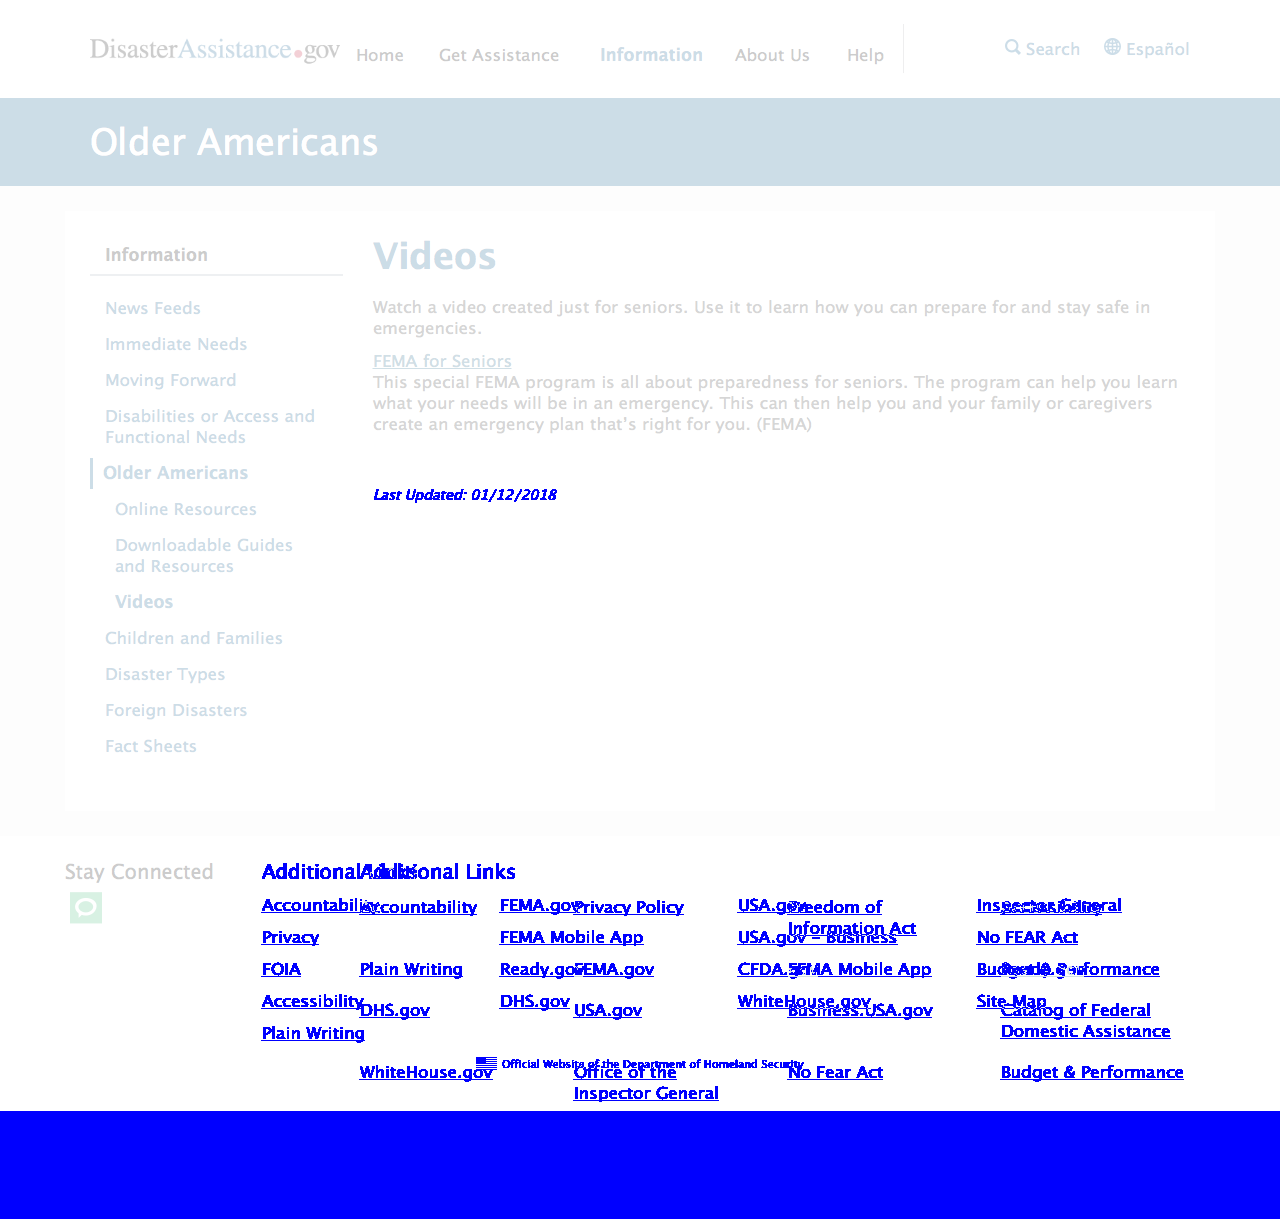 DisasterAssistance.gov
Home
Get Assistance
Information
About Us
Help
Search
Español
Older Americans
Information
News Feeds
Immediate Needs
Moving Forward
Disabilities or Access and
Functional Needs
Older Americans
Online Resources
Downloadable Guides
and Resources
Videos
Children and Families
Disaster Types
Foreign Disasters
Fact Sheets
Videos
Watch a video created just for seniors. Use it to learn how you can prepare for and stay safe in
emergencies.
FEMA for Seniors
This special FEMA program is all about preparedness for seniors. The program can help you learn
what your needs will be in an emergency. This can then help you and your family or caregivers
create an emergency plan that's right for you. (FEMA)
Last Updated: 01/12/2018
Stay Connected
Additional Links
Accountability
Privacy
FOIA
Accessibility
Plain Writing
FEMA.gov
FEMA Mobile App
Ready.gov
DHS.gov
USA.gov
USA.gov – Business
CFDA.gov
WhiteHouse.gov
Inspector General
No FEAR Act
Budget & Performance
Site Map
Official Website of the Department of Homeland Security
Additional Links
Accountability
Privacy Policy
Freedom of
Information Act
Plain Writing
FEMA.gov
FEMA Mobile App
DHS.gov
USA.gov
Business.USA.gov
Catalog of Federal
Domestic Assistance
WhiteHouse.gov
Office of the
Inspector General
No Fear Act
Budget & Performance